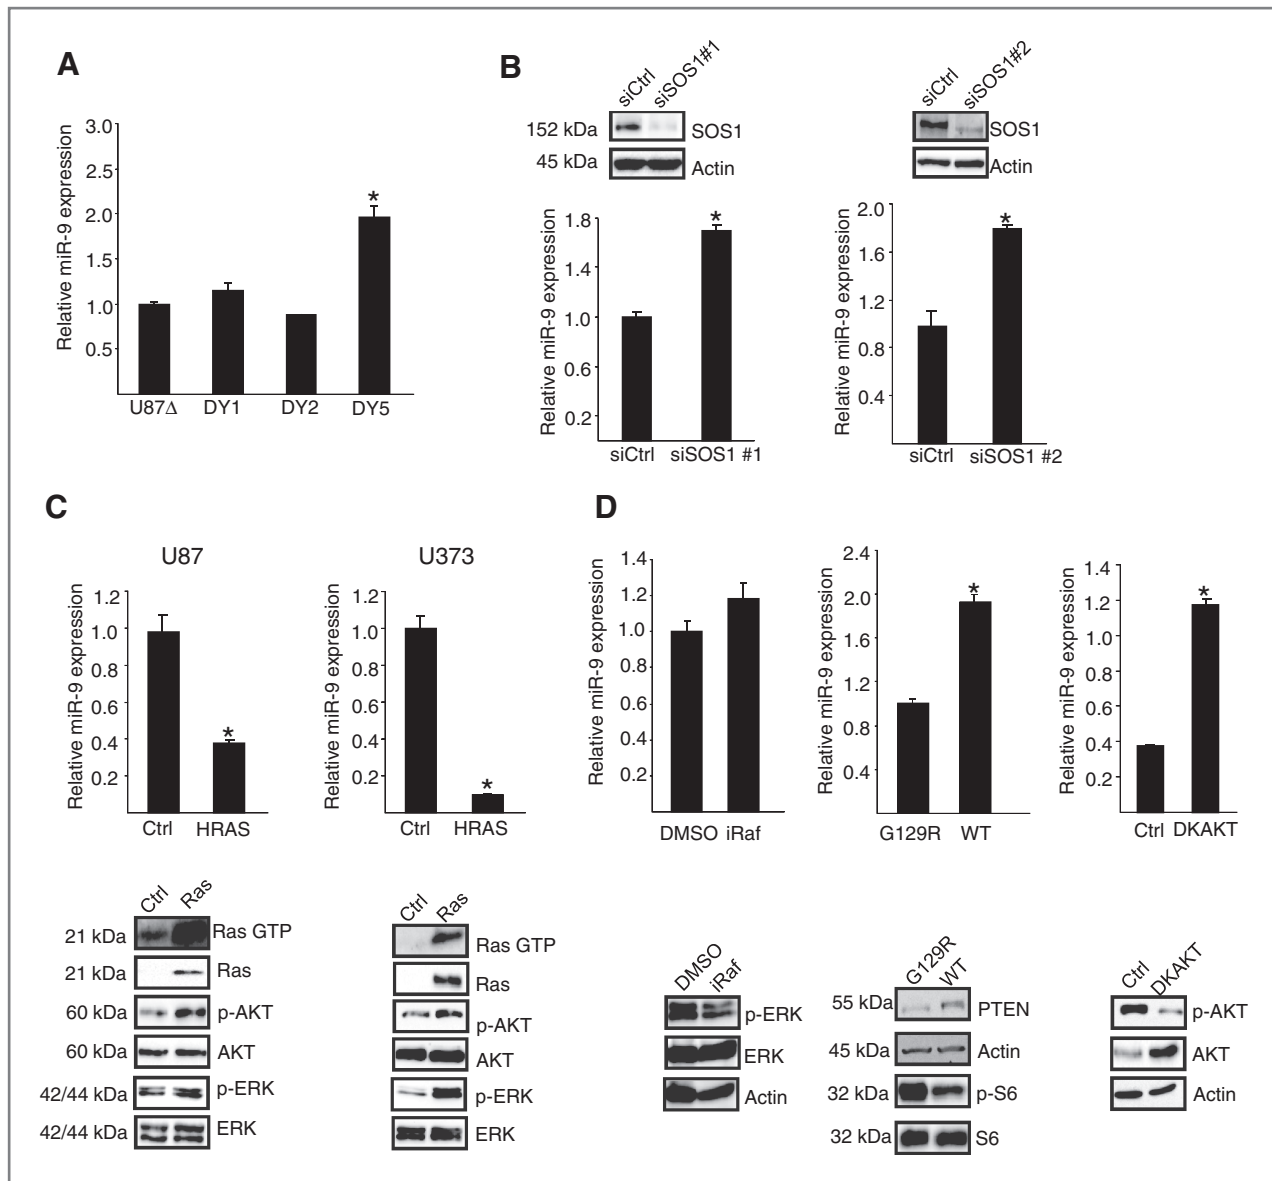 A
Relative miR-9 expression
3.0
2.5
2.0
1.5
1.0
0.5
*
U87Δ DY1 DY2 DY5
B
siCtrl siSOS1#1
152 kDa SOS1
45 kDa Actin
Relative miR-9 expression
1.8
1.4
1.0
0.6
0.2
*
siCtrl siSOS1 #1
siCtrl siSOS1#2
SOS1
Actin
Relative miR-9 expression
2.0
1.6
1.2
0.8
0.4
*
siCtrl siSOS1 #2
C
U87
Relative miR-9 expression
1.2
1.0
0.8
0.6
0.4
0.2
*
Ctrl HRAS
U373
Relative miR-9 expression
1.2
1.0
0.8
0.6
0.4
0.2
*
Ctrl HRAS
Ctrl Ras
21 kDa Ras GTP
21 kDa Ras
60 kDa p-AKT
60 kDa AKT
42/44 kDa p-ERK
42/44 kDa ERK
Ctrl Ras
Ras GTP
Ras
p-AKT
AKT
p-ERK
ERK
D
Relative miR-9 expression
1.4
1.2
1.0
0.8
0.6
0.4
0.2
DMSO iRaf
Relative miR-9 expression
2.4
2.0
1.6
1.2
0.8
0.4
*
G129R WT
Relative miR-9 expression
1.4
1.2
1.0
0.8
0.6
0.4
0.2
*
Ctrl DKAKT
DMSO iRaf
p-ERK
ERK
Actin
G129R WT
55 kDa PTEN
45 kDa Actin
32 kDa p-S6
32 kDa S6
Ctrl DKAKT
p-AKT
AKT
Actin